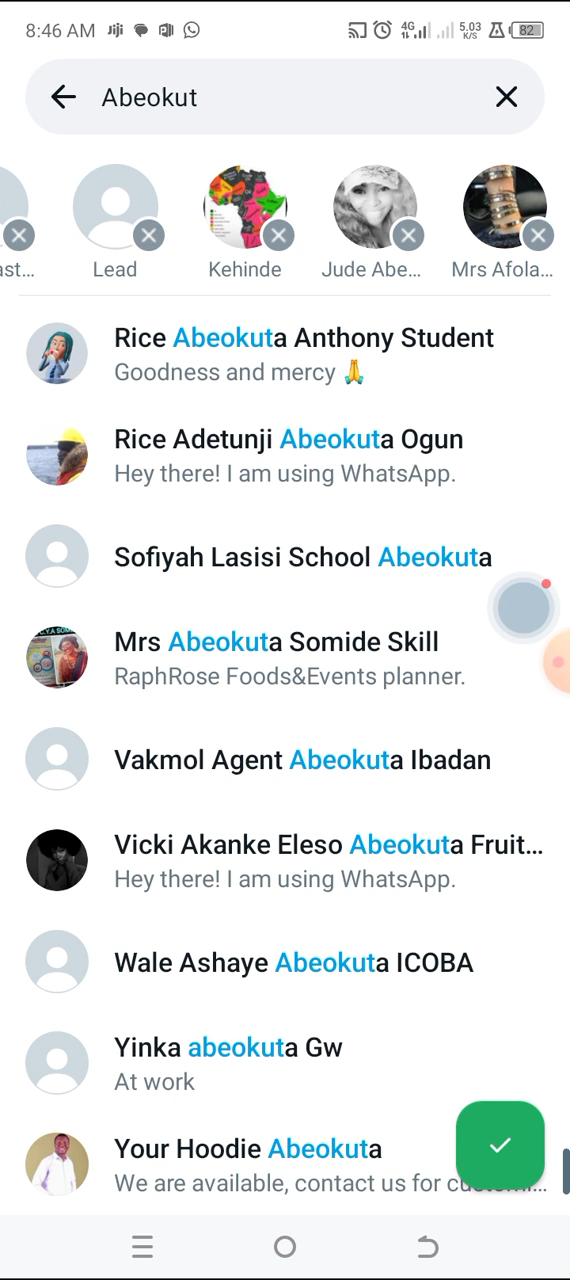 8:46 AM Jiji 4G 5.03 K/S 82
Abeokut
ast... Lead Kehinde Jude Abe... Mrs Afola...
Rice Abeokuta Anthony Student
Goodness and mercy 🙏
Rice Adetunji Abeokuta Ogun
Hey there! I am using WhatsApp.
Sofiyah Lasisi School Abeokuta
Mrs Abeokuta Somide Skill
RaphRose Foods&Events planner.
Vakmol Agent Abeokuta Ibadan
Vicki Akanke Eleso Abeokuta Fruit...
Hey there! I am using WhatsApp.
Wale Ashaye Abeokuta ICOBA
Yinka abeokuta Gw
At work
Your Hoodie Abeokuta
We are available, contact us for